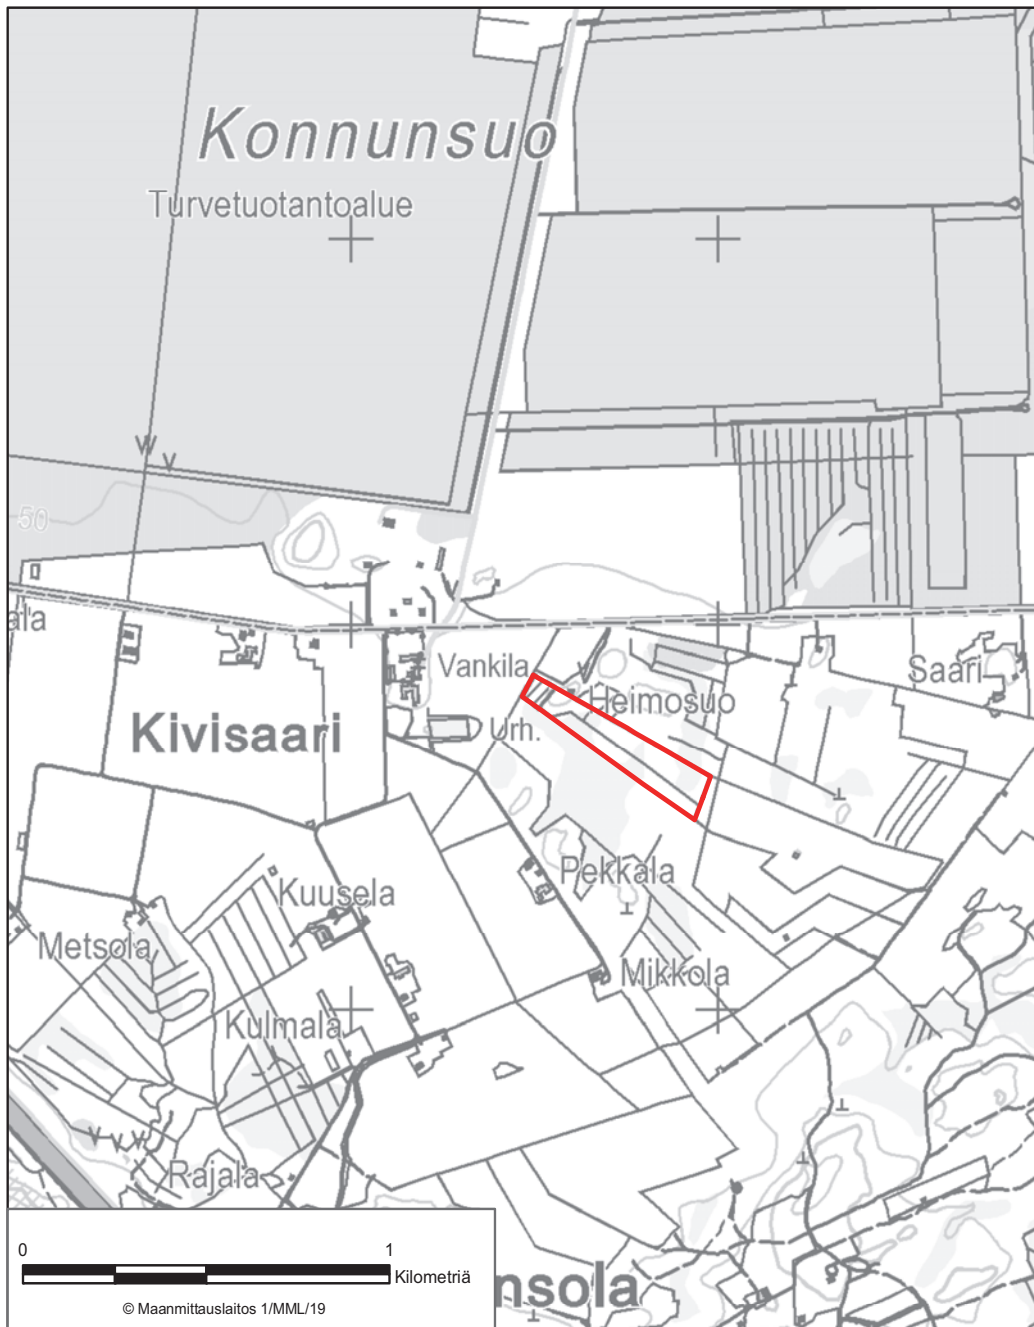 Konnunsuo
Turvetuotantoalue
50
Vankila
Saari
Heimosuo
Urh.
Kivisaari
Pekkala
Kuusela
Metsola
Mikkola
Kulmala
Rajala
nsola
0 1
Kilometriä
© Maanmittauslaitos 1/MML/19